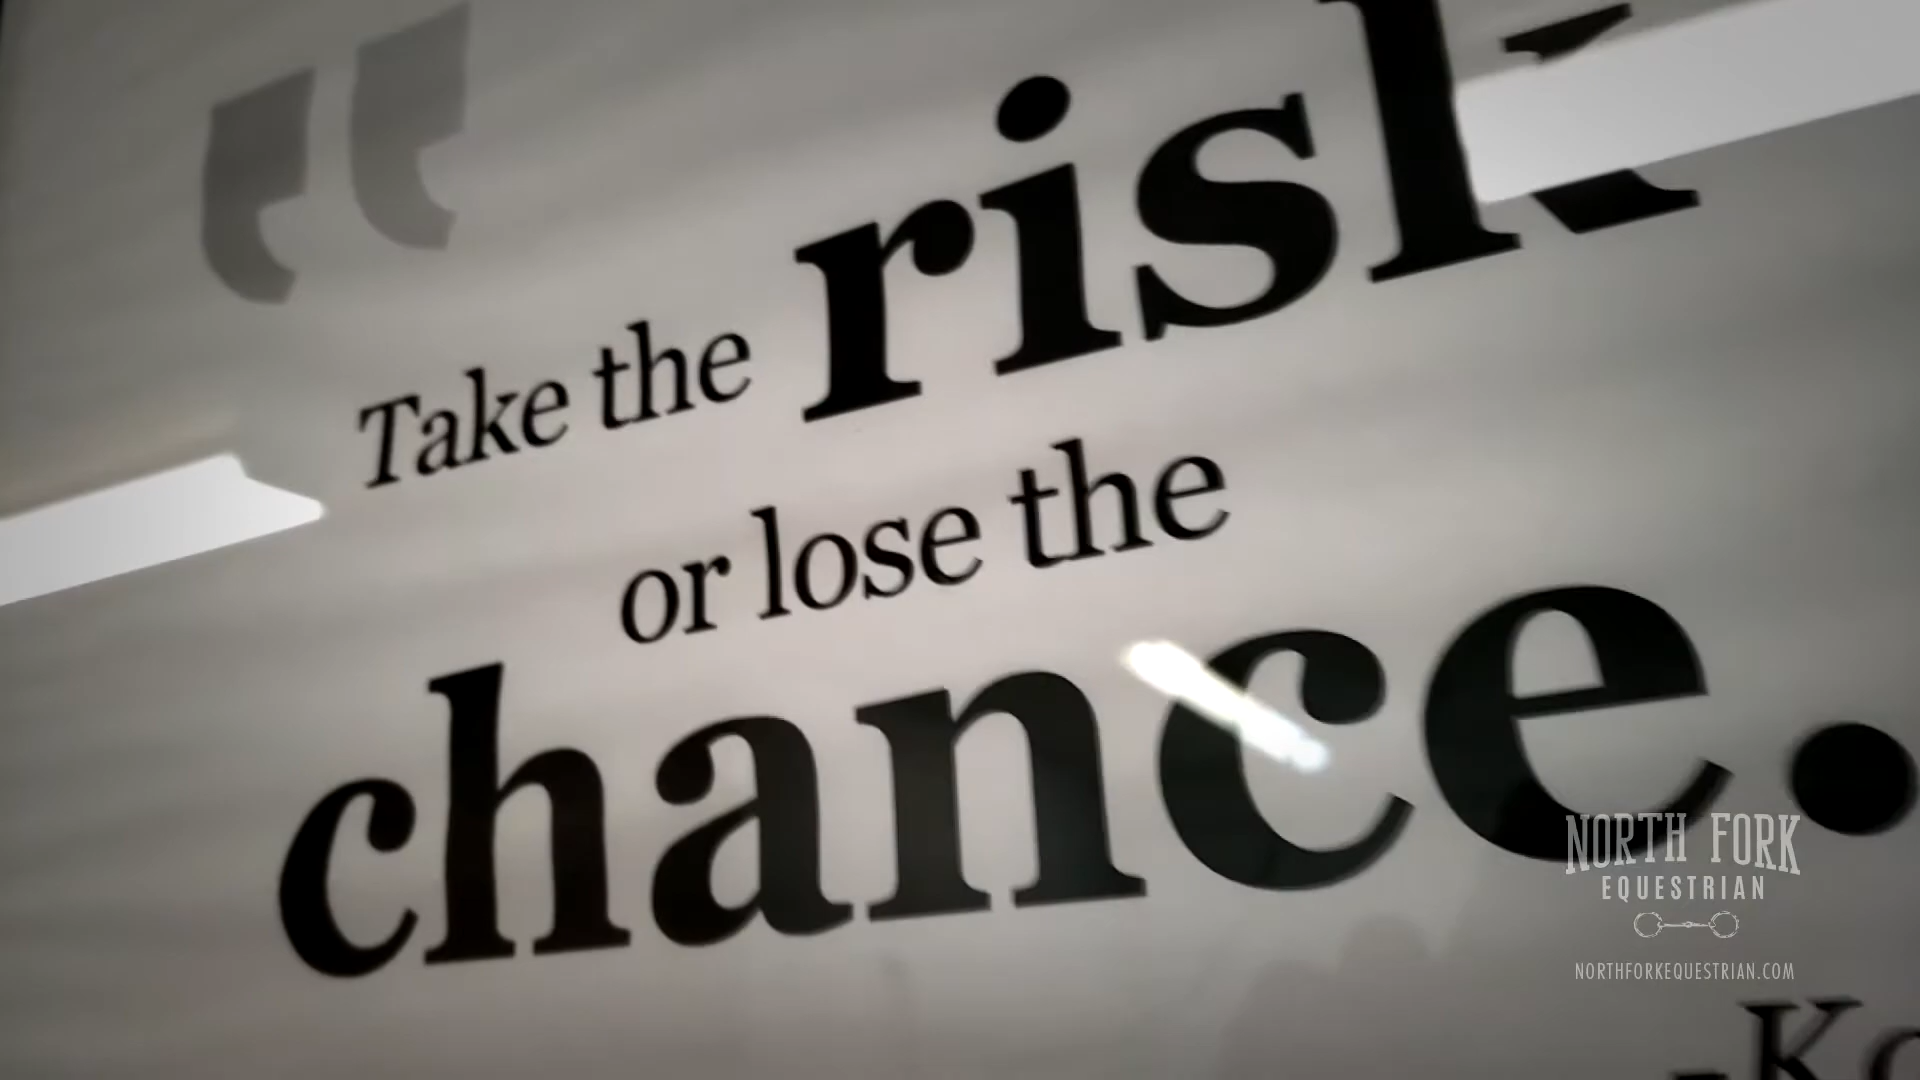 “
Take the risk
or lose the
chance.
NORTH FORK
EQUESTRIAN
NORTHFORKEQUESTRIAN.COM